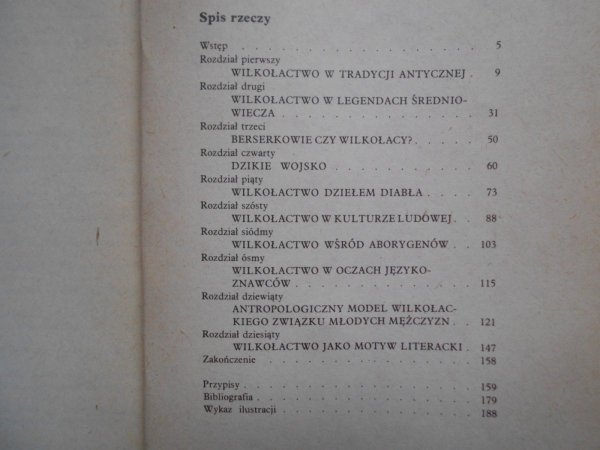 Spis rzeczy
Wstęp . . . . . . . . . . . . . . . . 5
Rozdział pierwszy
WILKOŁACTWO W TRADYCJI ANTYCZNEJ . 9
Rozdział drugi
WILKOŁACTWO W LEGENDACH ŚREDNIO-
WIECZA . . . . . . . . . . . . . 31
Rozdział trzeci
BERSERKOWIE CZY WILKOŁACY? . . . . 50
Rozdział czwarty
DZIKIE WOJSKO . . . . . . . . . . 60
Rozdział piąty
WILKOŁACTWO DZIEŁEM DIABŁA . . . . 73
Rozdział szósty
WILKOŁACTWO W KULTURZE LUDOWEJ . . 88
Rozdział siódmy
WILKOŁACTWO WŚRÓD ABORYGENÓW . . 103
Rozdział ósmy
WILKOŁACTWO W OCZACH JĘZYKO-
ZNAWCÓW . . . . . . . . . . . . 115
Rozdział dziewiąty
ANTROPOLOGICZNY MODEL WILKOŁAC-
KIEGO ZWIĄZKU MŁODYCH MĘŻCZYZN . . 121
Rozdział dziesiąty
WILKOŁACTWO JAKO MOTYW LITERACKI . 147
Zakończenie . . . . . . . . . . . . . 158
Przypisy . . . . . . . . . . . . . . 159
Bibliografia . . . . . . . . . . . . . 179
Wykaz ilustracji . . . . . . . . . . . 188